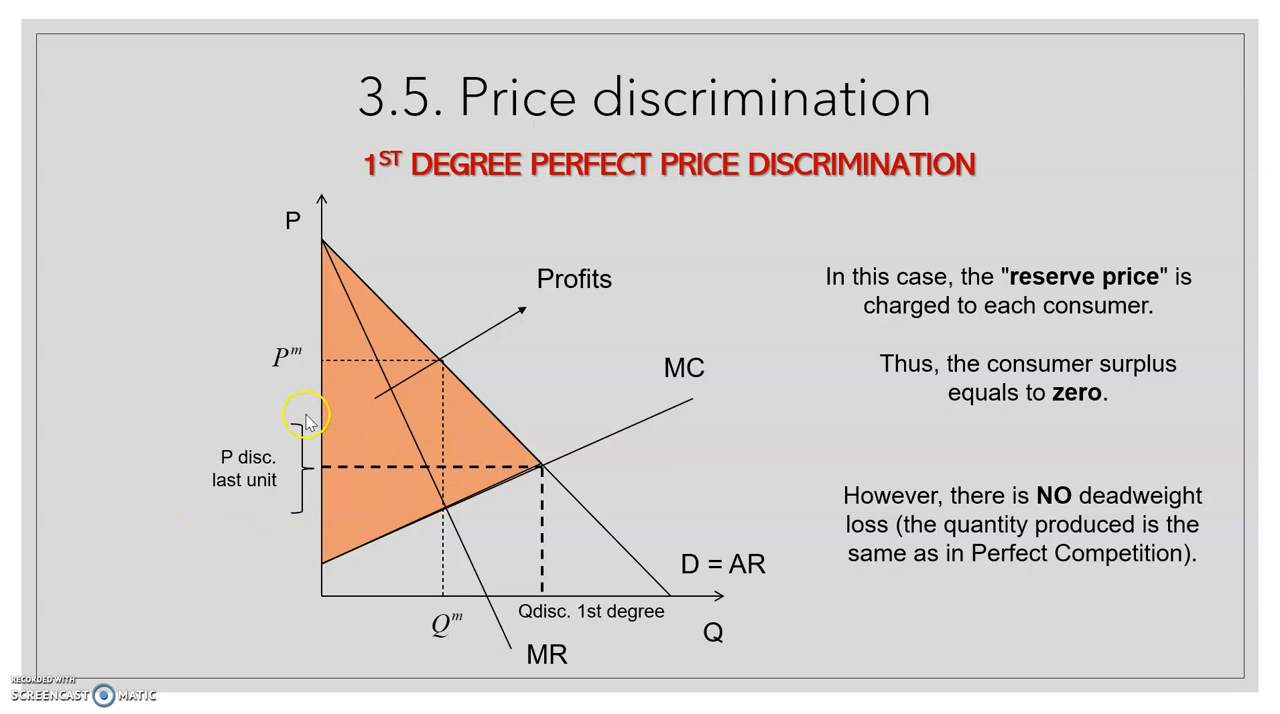 3.5. Price discrimination
1ST DEGREE PERFECT PRICE DISCRIMINATION
P
Profits
In this case, the "reserve price" is
charged to each consumer.
Pm
MC
Thus, the consumer surplus
equals to zero.
P disc.
last unit
However, there is NO deadweight
loss (the quantity produced is the
same as in Perfect Competition).
D = AR
Qdisc. 1st degree
Qm
Q
MR
RECORDED WITH
SCREENCAST MATIC